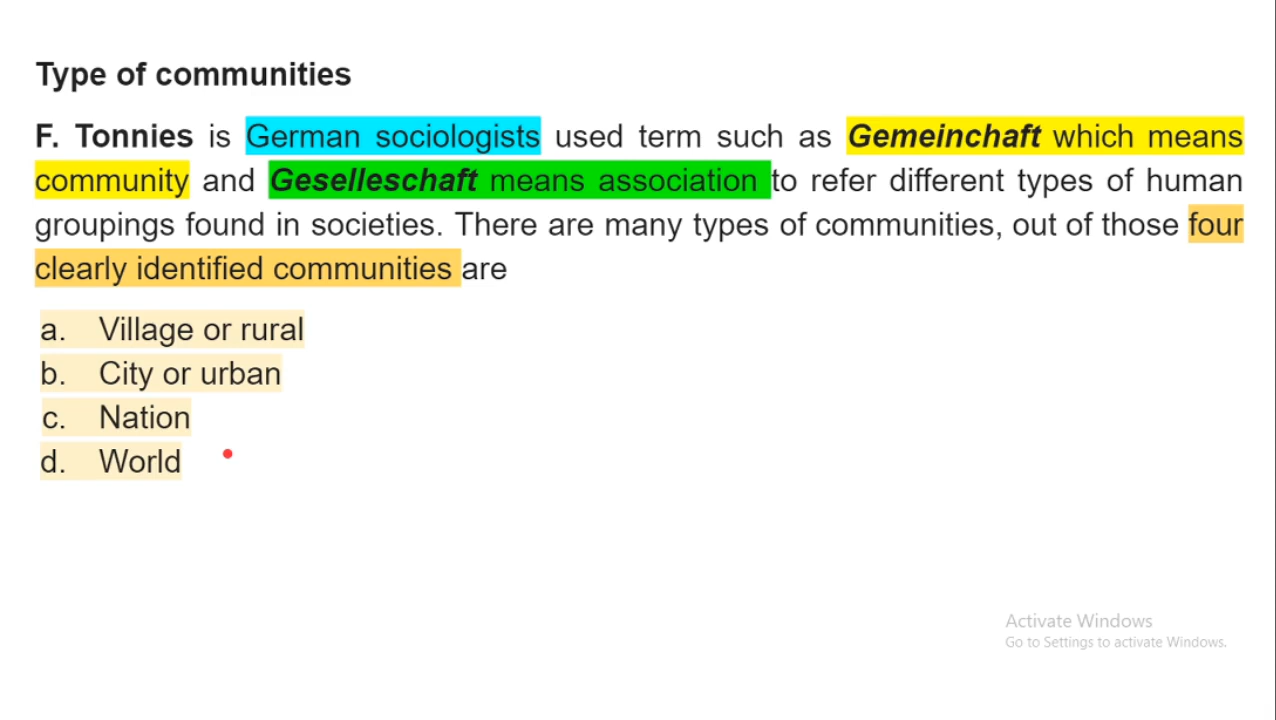 Type of communities
F. Tonnies is German sociologists used term such as Gemeinchaft which means
community and Geselleschaft means association to refer different types of human
groupings found in societies. There are many types of communities, out of those four
clearly identified communities are
a. Village or rural
b. City or urban
c. Nation
d. World
Activate Windows
Go to Settings to activate Windows.